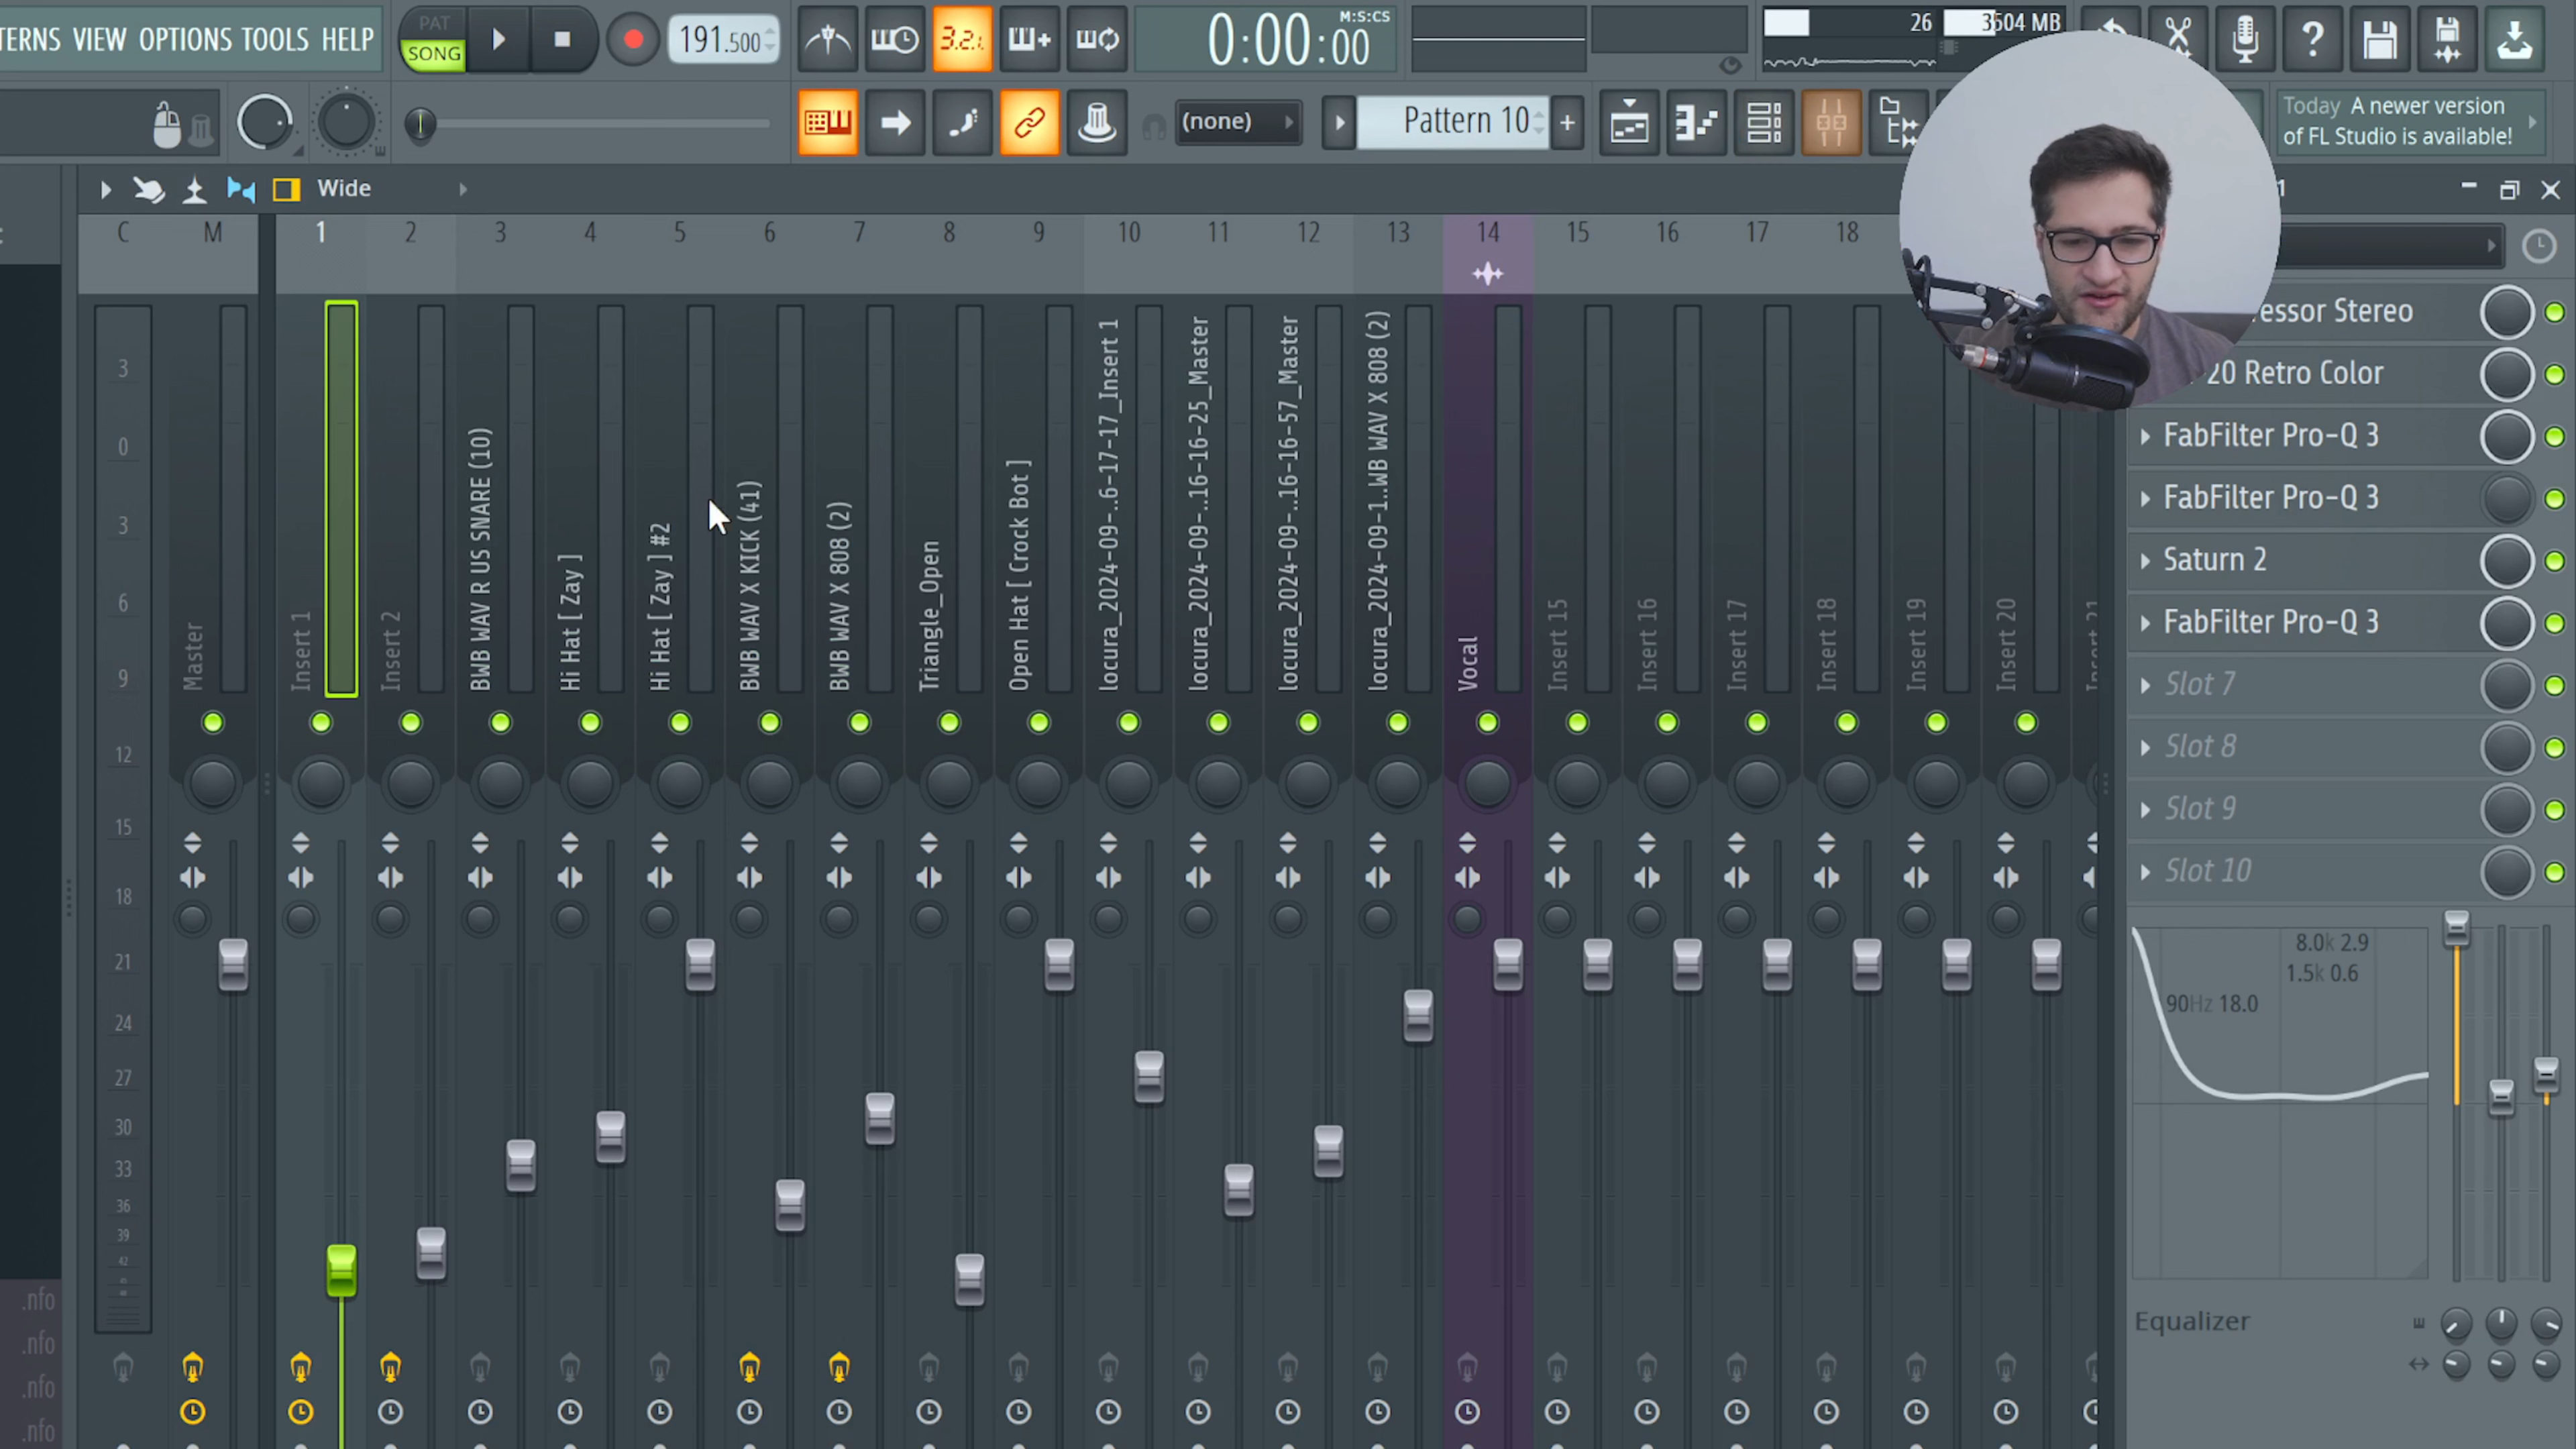 TERNS VIEW OPTIONS TOOLS HELP
PAT
SONG
191.500
3.2.
0:00:00
M:S:CS
26
3504 MB
(none)
Pattern 10
Today A newer version
of FL Studio is available!
Wide
C M 1 2 3 4 5 6 7 8 9 10 11 12 13 14 15 16 17 18
3
0
3
6
9
12
15
18
21
24
27
30
33
36
39
42
Master
Insert 1
Insert 2
BWB WAV R US SNARE (10)
Hi Hat [ Zay ]
Hi Hat [ Zay ] #2
BWB WAV X KICK (41)
BWB WAV X 808 (2)
Triangle_Open
Open Hat [ Crock Bot ]
locura_2024-09-..6-17-17_Insert 1
locura_2024-09-..16-16-25_Master
locura_2024-09-..16-16-57_Master
locura_2024-09-1..WB WAV X 808 (2)
Vocal
Insert 15
Insert 16
Insert 17
Insert 18
Insert 19
Insert 20
Insert 21
essor Stereo
20 Retro Color
FabFilter Pro-Q 3
FabFilter Pro-Q 3
Saturn 2
FabFilter Pro-Q 3
Slot 7
Slot 8
Slot 9
Slot 10
8.0k 2.9
1.5k 0.6
90Hz 18.0
Equalizer
.nfo
.nfo
.nfo
.nfo